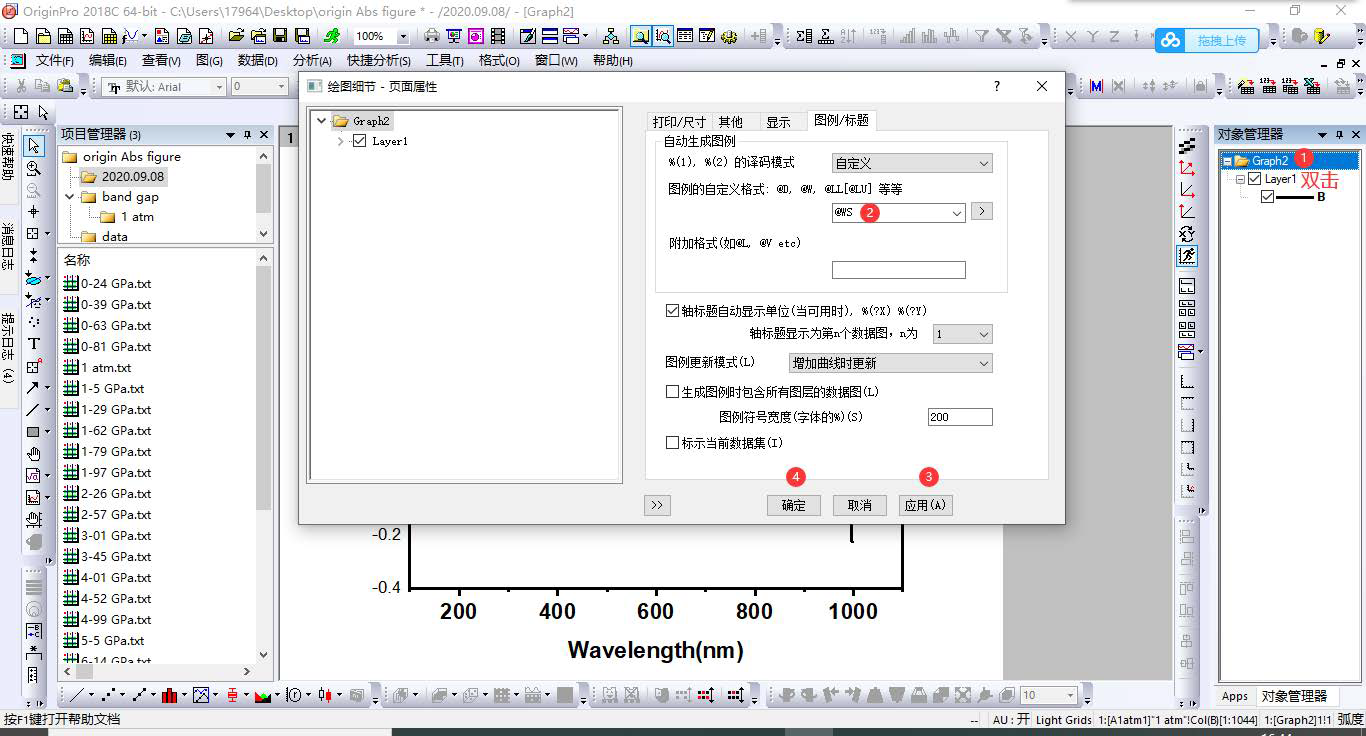 OriginPro 2018C 64-bit - C:\Users\17964\Desktop\origin Abs figure * - /2020.09.08/ - [Graph2]
100%
拖拽上传
文件(F) 编辑(E) 查看(V) 图(G) 数据(D) 分析(A) 快捷分析(S) 工具(T) 格式(O) 窗口(W) 帮助(H)
默认: Arial 0
绘图细节 - 页面属性
Graph2
Layer1
打印/尺寸 其他 显示 图例/标题
自动生成图例
%(1), %(2) 的译码模式 自定义
图例的自定义格式: @D, @W, @LL[@LU] 等等
@WS 2
附加格式(如@L, @V etc)
轴标题自动显示单位(当可用时), %(?X) %(?Y)
轴标题显示为第n个数据图，n为 1
图例更新模式(L) 增加曲线时更新
生成图例时包含所有图层的数据图(L)
图例符号宽度(字体的%)(S) 200
标示当前数据集(I)
4 3
>> 确定 取消 应用(A)
快速帮助
消息日志
提示日志 (4)
项目管理器 (3)
origin Abs figure
2020.09.08
band gap
1 atm
data
名称
0-24 GPa.txt
0-39 GPa.txt
0-63 GPa.txt
0-81 GPa.txt
1 atm.txt
1-5 GPa.txt
1-29 GPa.txt
1-62 GPa.txt
1-79 GPa.txt
1-97 GPa.txt
2-26 GPa.txt
2-57 GPa.txt
3-01 GPa.txt
3-45 GPa.txt
4-01 GPa.txt
4-52 GPa.txt
4-99 GPa.txt
5-5 GPa.txt
6-14 GPa.txt
1
-0.2
-0.4
200 400 600 800 1000
Wavelength(nm)
对象管理器
Graph2 1
Layer1 双击
B
Apps 对象管理器
10
按F1键打开帮助文档
-- AU : 开 Light Grids 1:[A1atm1]"1 atm"!Col(B)[1:1044] 1:[Graph2]1!1 弧度